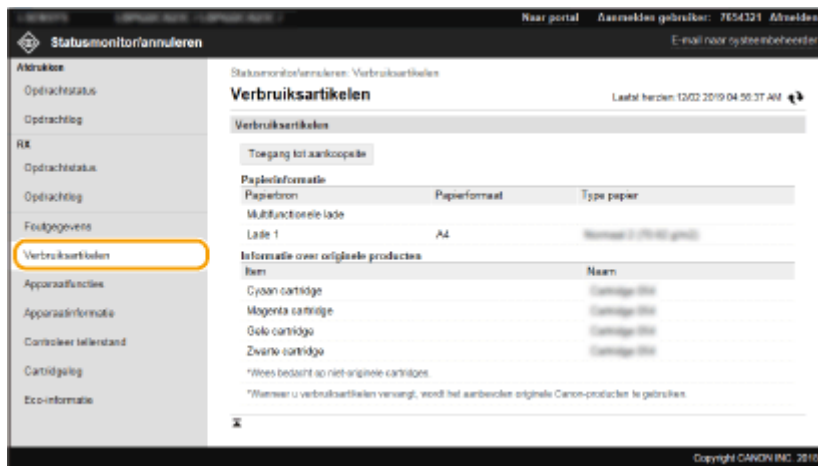 Naar portal Aanmelden gebruiker: 7654321 Afmelden
Statusmonitor/annuleren E-mail naar systeembeheerder
Afdrukken
Opdrachtstatus
Opdrachtlog
RX
Opdrachtstatus
Opdrachtlog
Foutgegevens
Verbruiksartikelen
Apparaatfuncties
Apparaatinformatie
Controleer tellerstand
Cartridgelog
Eco-informatie
Statusmonitor/annuleren: Verbruiksartikelen
Verbruiksartikelen Laatst herzien: 12/02 2019 04:56:37 AM
Verbruiksartikelen
Toegang tot aankoopsite
Papierinformatie
Papierbron Papierformaat Type papier
Multifunctionele lade
Lade 1 A4
Informatie over originele producten
Item Naam
Cyaan cartridge
Magenta cartridge
Gele cartridge
Zwarte cartridge
*Wees bedacht op niet-originele cartridges.
*Wanneer u verbruiksartikelen vervangt, wordt het aanbevolen originele Canon-producten te gebruiken.
Copyright CANON INC. 2018